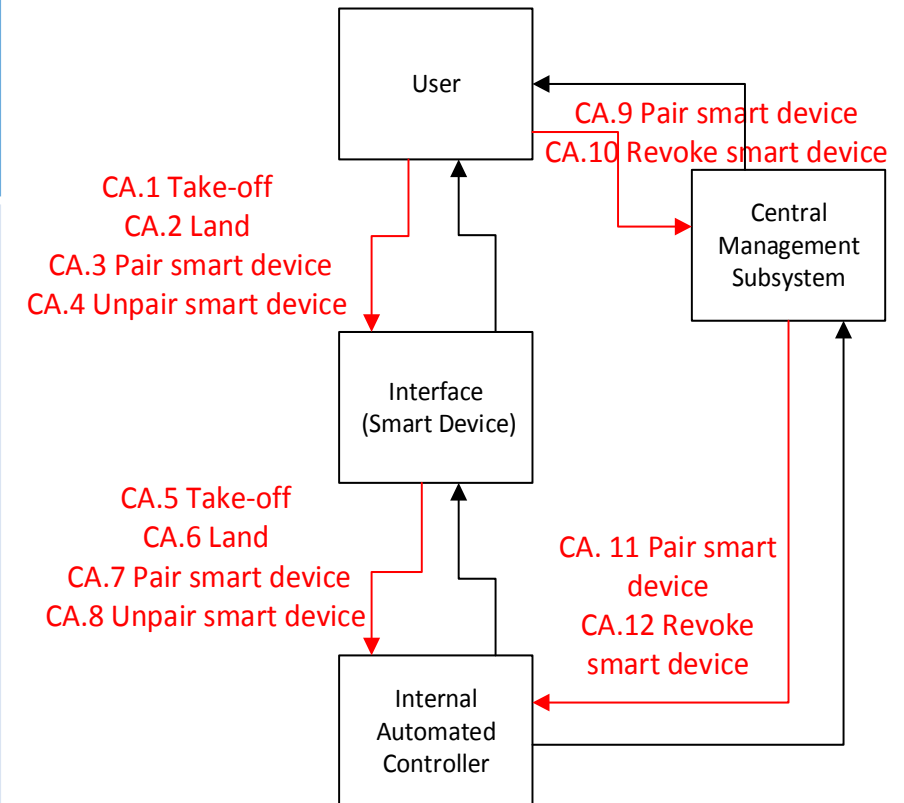 User
CA.9 Pair smart device
CA.10 Revoke smart device
CA.1 Take-off
CA.2 Land
CA.3 Pair smart device
CA.4 Unpair smart device
Central
Management
Subsystem
Interface
(Smart Device)
CA.5 Take-off
CA.6 Land
CA.7 Pair smart device
CA.8 Unpair smart device
CA. 11 Pair smart
device
CA.12 Revoke
smart device
Internal
Automated
Controller